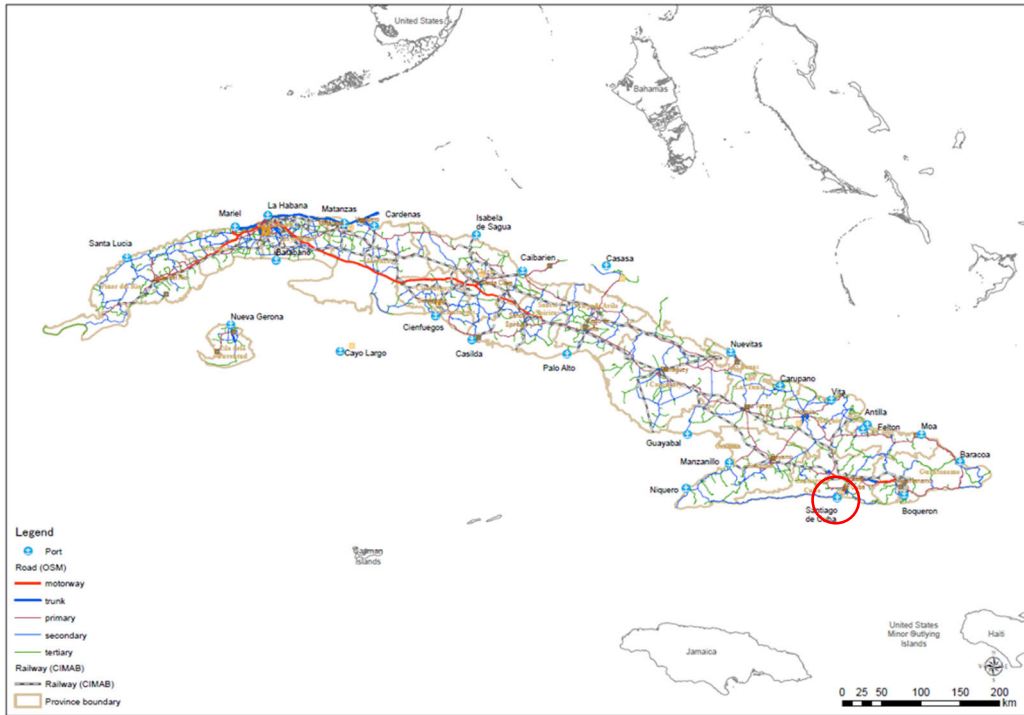 United States
Bahamas
La Habana
Mariel
Matanzas
Cardenas
Isabela
de Sagua
Santa Lucia
Batabano
Caibarien
Casasa
Nueva Gerona
Cienfuegos
Cayo Largo
Casilda
Palo Alto
Nuevitas
Carupano
Vita
Antilla
Felton
Moa
Guayabal
Manzanillo
Baracoa
Niquero
Santiago
de Cuba
Boqueron
Cayman
Islands
Jamaica
United States
Minor Outlying
Islands
Haiti
Legend
Port
Road (OSM)
motorway
trunk
primary
secondary
tertiary
Railway (CIMAB)
Railway (CIMAB)
Province boundary
0 25 50 100 150 200
km